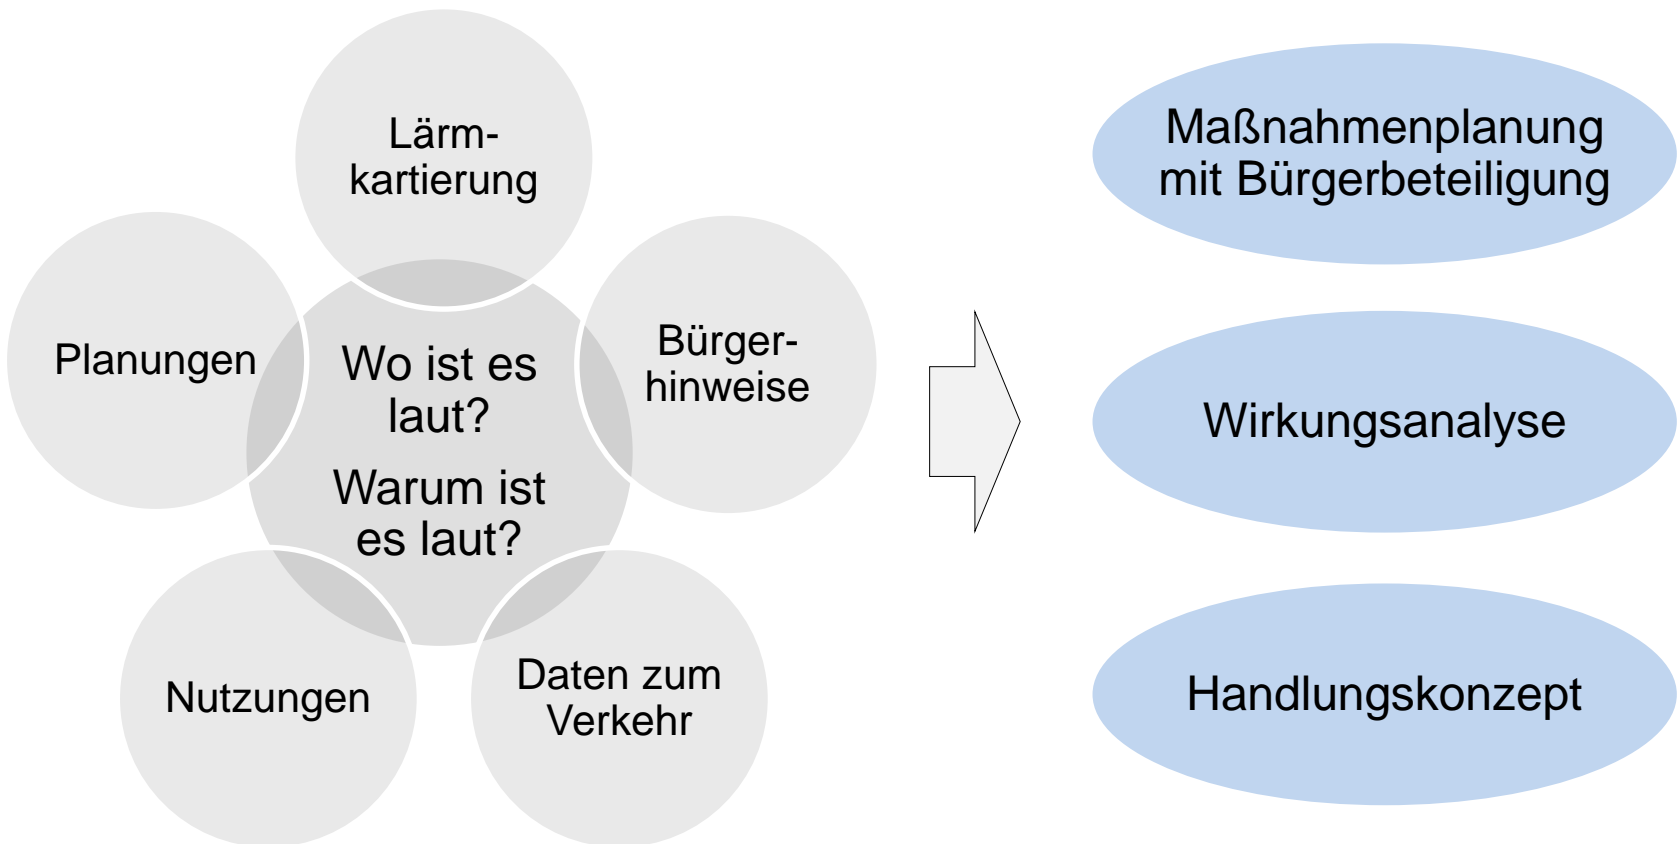 Lärm-
kartierung
Planungen
Wo ist es
laut?
Warum ist
es laut?
Bürger-
hinweise
Nutzungen
Daten zum
Verkehr
Maßnahmenplanung
mit Bürgerbeteiligung
Wirkungsanalyse
Handlungskonzept